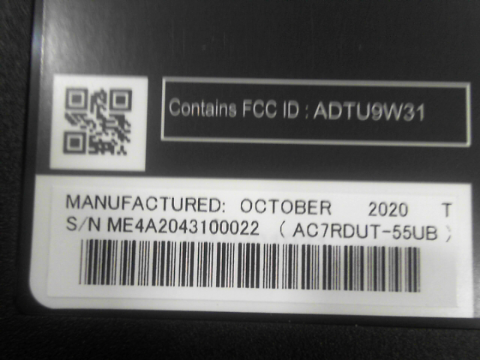 Contains FCC ID : ADTU9W31
MANUFACTURED: OCTOBER 2020 T
S/N ME4A2043100022 ( AC7RDUT-55UB )